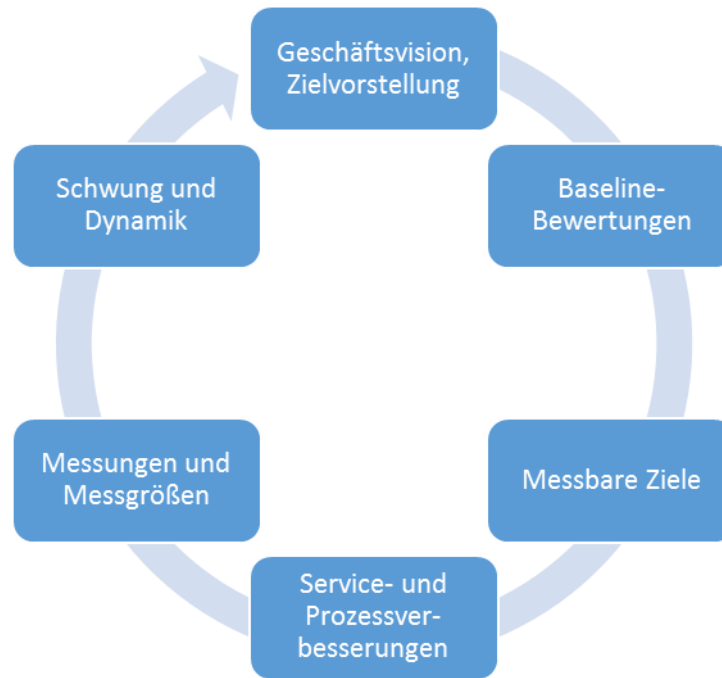 Geschäftsvision,
Zielvorstellung
Baseline-
Bewertungen
Messbare Ziele
Service- und
Prozessver-
besserungen
Messungen und
Messgrößen
Schwung und
Dynamik